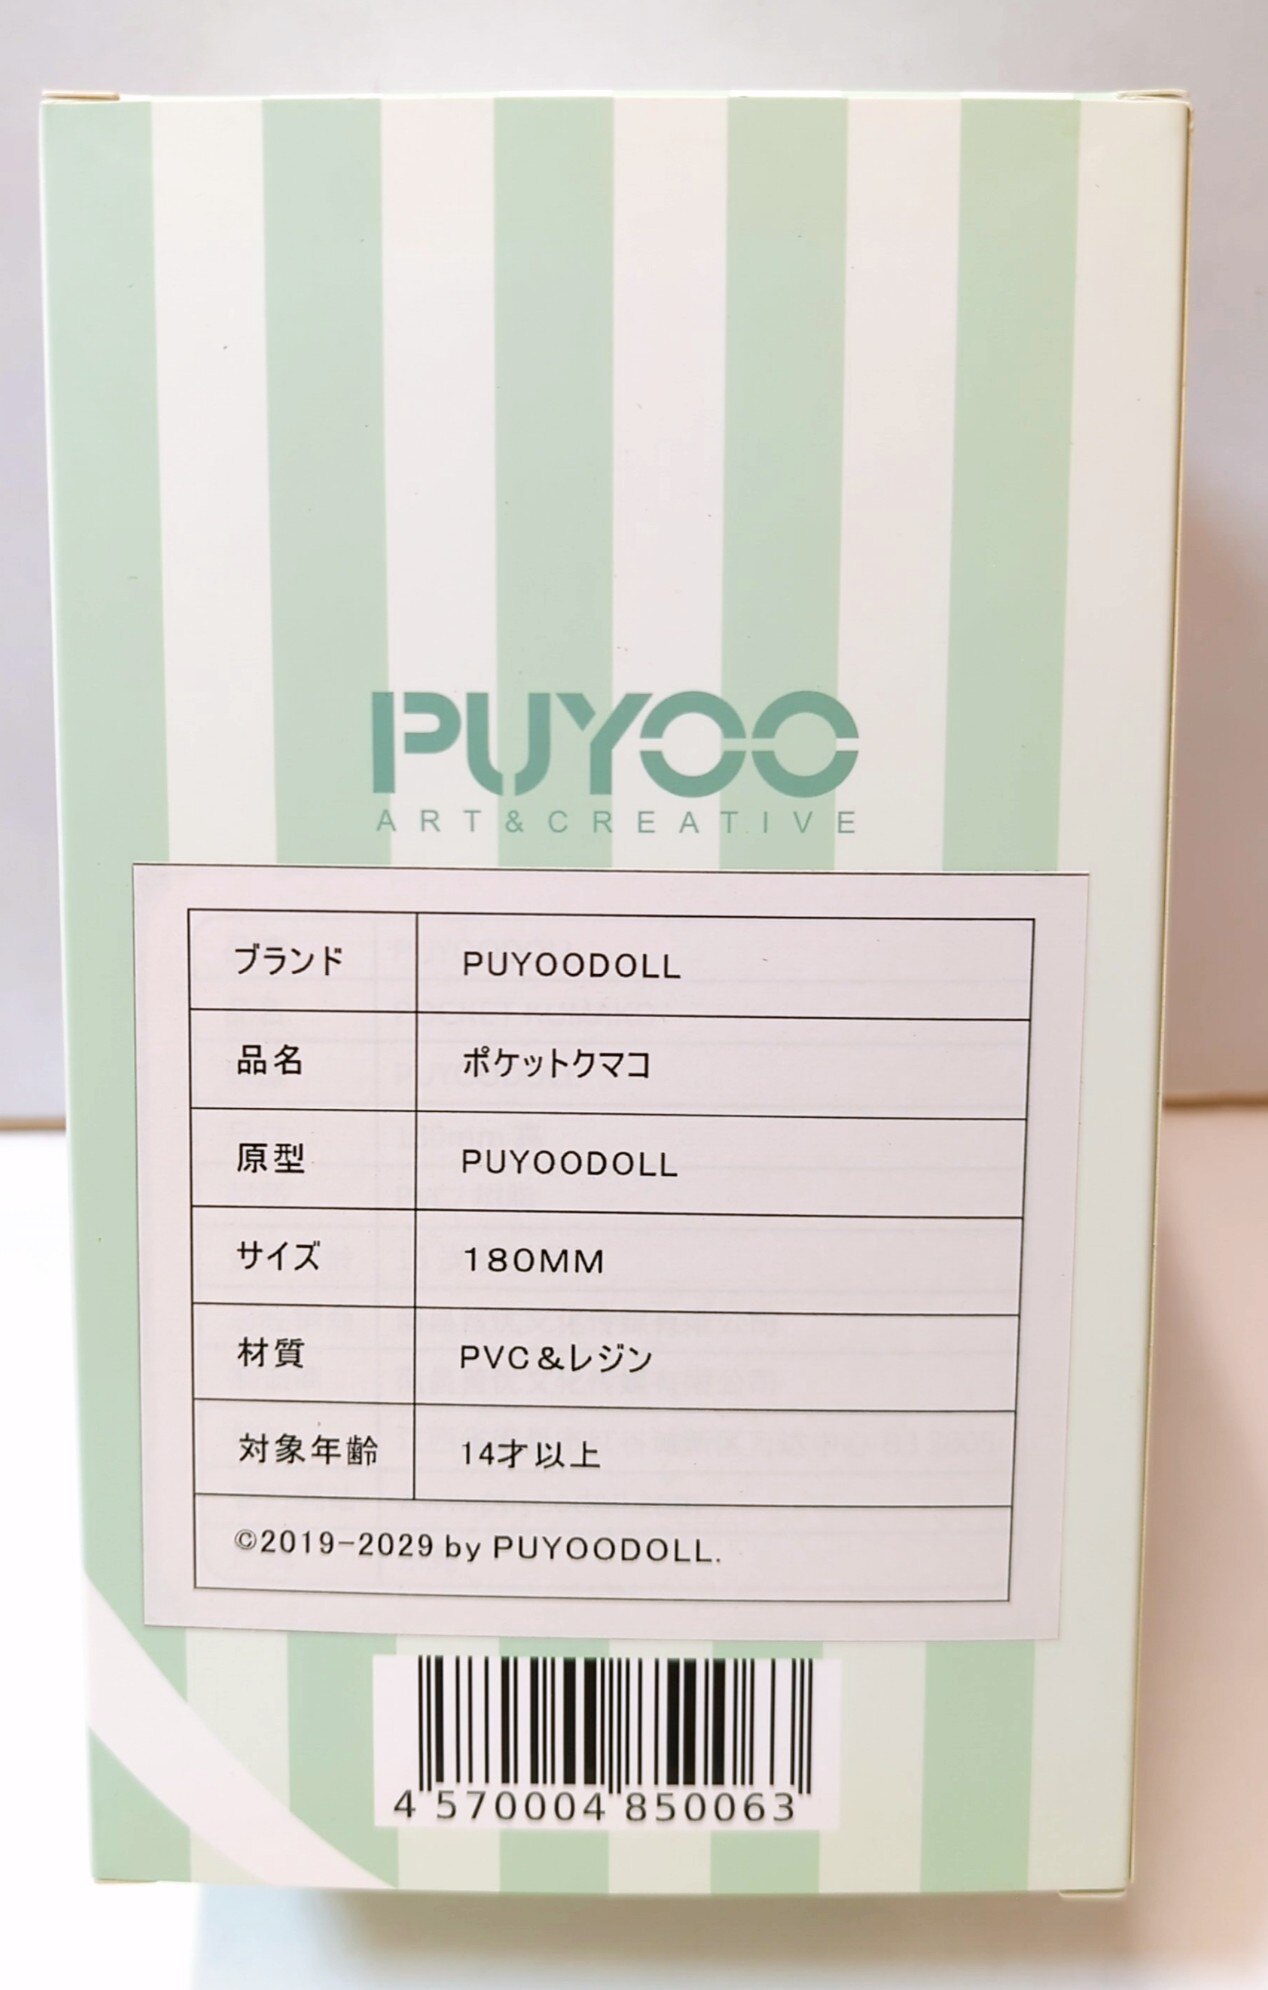 PUYOO
ART&CREATIVE
ブランド PUYOODOLL
品名 ポケットクマコ
原型 PUYOODOLL
サイズ 180MM
材質 PVC&レジン
対象年齢 14才以上
©2019-2029 by PUYOODOLL.
4 570004 850063